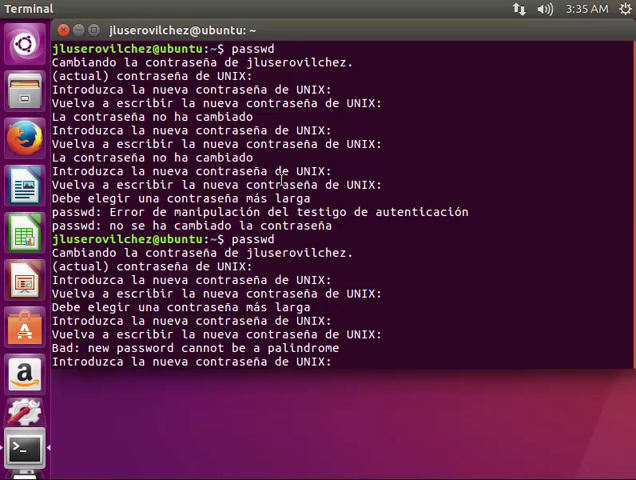 Terminal
3:35 AM
jluserovilchez@ubuntu: ~
jluserovilchez@ubuntu:~$ passwd
Cambiando la contraseña de jluserovilchez.
(actual) contraseña de UNIX:
Introduzca la nueva contraseña de UNIX:
Vuelva a escribir la nueva contraseña de UNIX:
La contraseña no ha cambiado
Introduzca la nueva contraseña de UNIX:
Vuelva a escribir la nueva contraseña de UNIX:
La contraseña no ha cambiado
Introduzca la nueva contraseña de UNIX:
Vuelva a escribir la nueva contraseña de UNIX:
Debe elegir una contraseña más larga
passwd: Error de manipulación del testigo de autenticación
passwd: no se ha cambiado la contraseña
jluserovilchez@ubuntu:~$ passwd
Cambiando la contraseña de jluserovilchez.
(actual) contraseña de UNIX:
Introduzca la nueva contraseña de UNIX:
Vuelva a escribir la nueva contraseña de UNIX:
Debe elegir una contraseña más larga
Introduzca la nueva contraseña de UNIX:
Vuelva a escribir la nueva contraseña de UNIX:
Bad: new password cannot be a palindrome
Introduzca la nueva contraseña de UNIX: